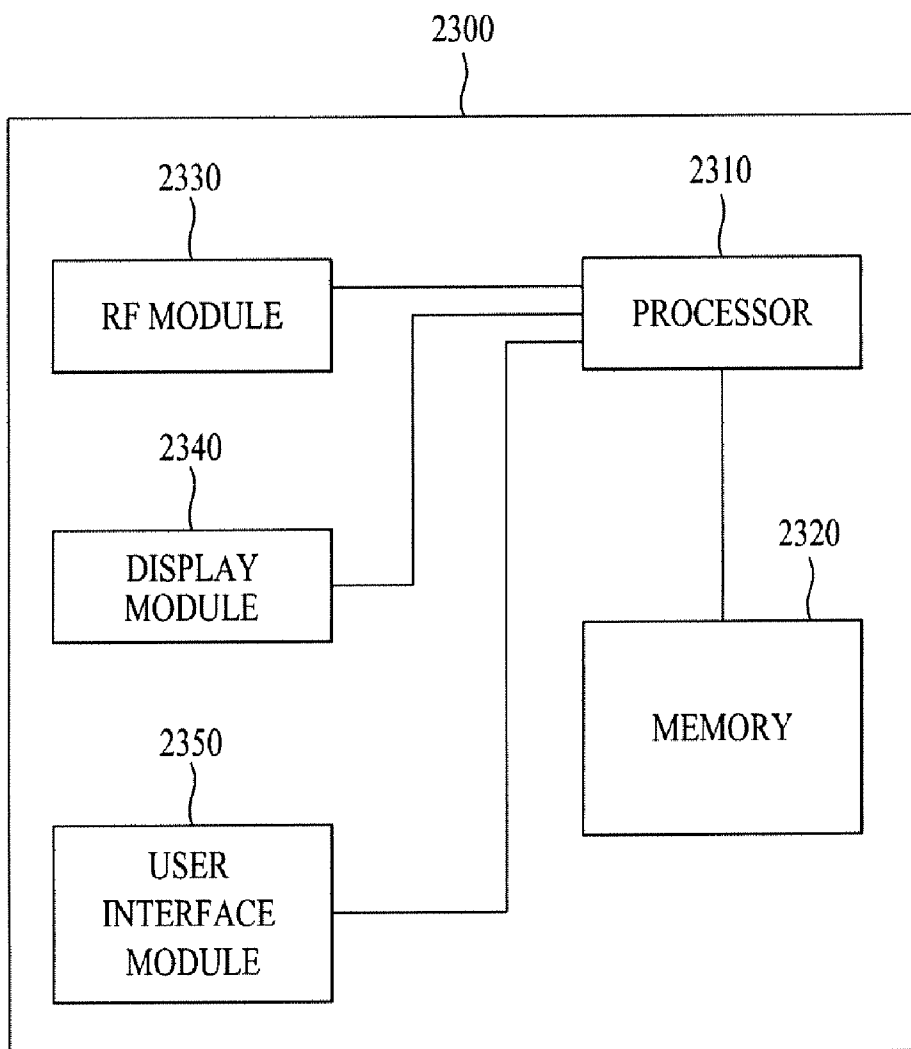 2300
2330
2310
RF MODULE
PROCESSOR
2340
2320
DISPLAY
MODULE
MEMORY
2350
USER
INTERFACE
MODULE